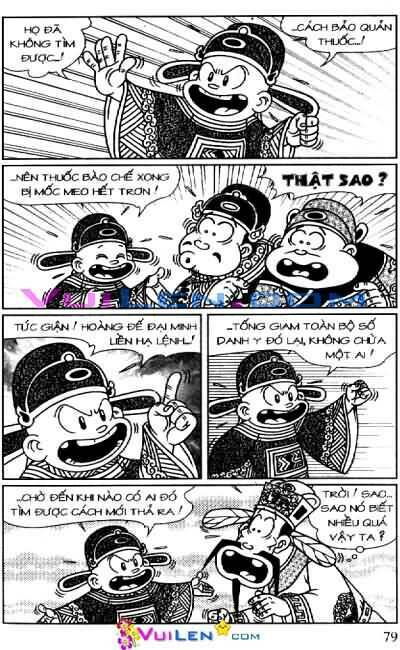 HỌ ĐÃ
KHÔNG TÌM
ĐƯỢC...!
...CÁCH BẢO QUẢN
THUỐC...!
...NÊN THUỐC BÀO CHẾ XONG
BỊ MỐC MEO HẾT TRƠN !
THẬT SAO ?
TỨC GIẬN ! HOÀNG ĐẾ ĐẠI MINH
LIỀN HẠ LỆNH...!
...TỐNG GIAM TOÀN BỘ SỐ
DANH Y ĐÓ LẠI, KHÔNG CHỪA
MỘT AI !
...CHỜ ĐẾN KHI NÀO CÓ AI ĐÓ
TÌM ĐƯỢC CÁCH MỚI THẢ RA !
TRỜI ! SAO...
SAO NÓ BIẾT
NHIỀU QUÁ
VẬY TA ?
VUILEN.COM
VUILEN.COM
79